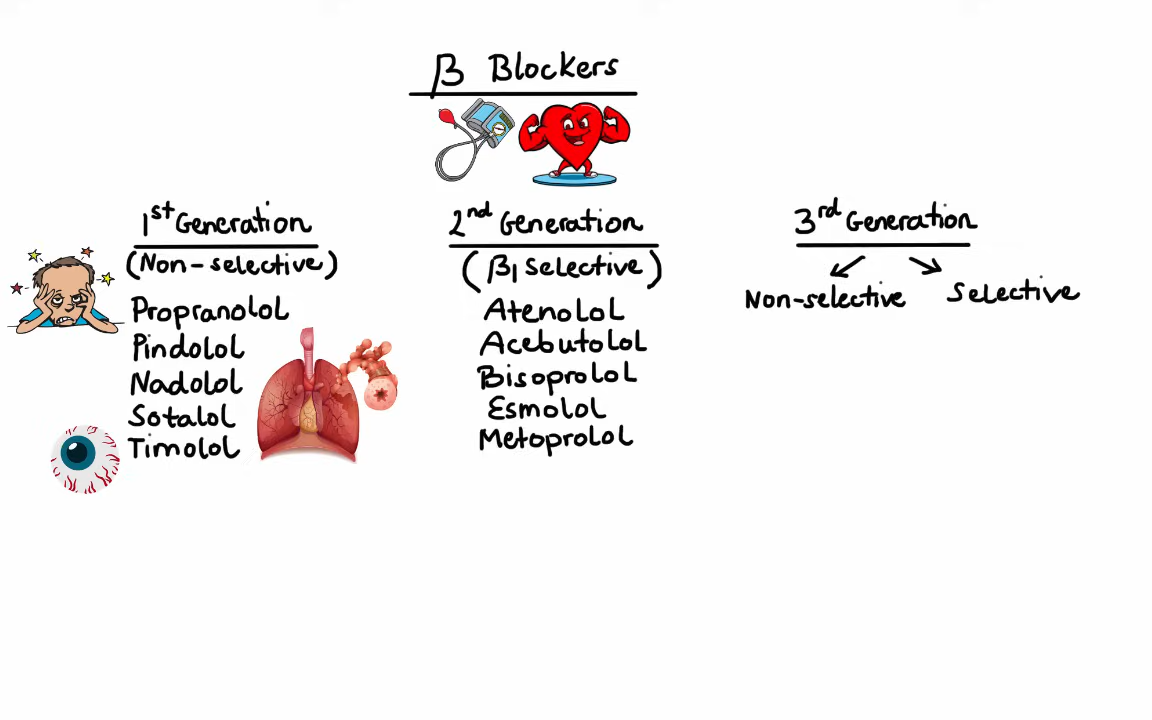 β Blockers
1st Generation
(Non-selective)
Propranolol
Pindolol
Nadolol
Sotalol
Timolol
2nd Generation
(β1 Selective)
Atenolol
Acebutolol
Bisoprolol
Esmolol
Metoprolol
3rd Generation
Non-selective
Selective